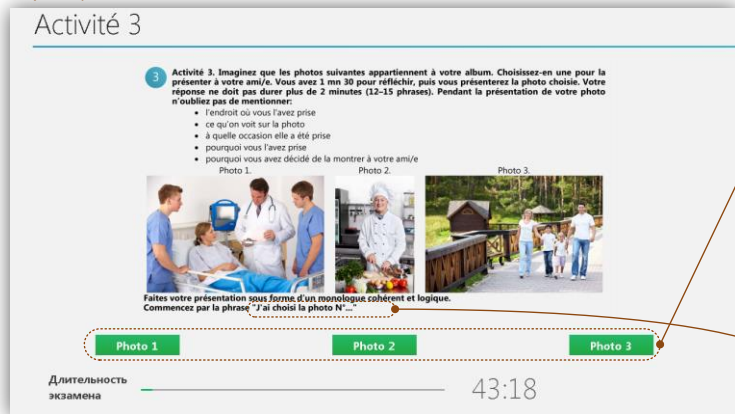 Activité 3
3 Activité 3. Imaginez que les photos suivantes appartiennent à votre album. Choisissez-en une pour la
présenter à votre ami/e. Vous avez 1 mn 30 pour réfléchir, puis vous présenterez la photo choisie. Votre
réponse ne doit pas durer plus de 2 minutes (12–15 phrases). Pendant la présentation de votre photo
n'oubliez pas de mentionner:
• l'endroit où vous l'avez prise
• ce qu'on voit sur la photo
• à quelle occasion elle a été prise
• pourquoi vous l'avez prise
• pourquoi vous avez décidé de la montrer à votre ami/e
Photo 1. Photo 2. Photo 3.
Faites votre présentation sous forme d'un monologue cohérent et logique.
Commencez par la phrase "J'ai choisi la photo N°..."
Photo 1 Photo 2 Photo 3
Длительность
экзамена
43:18